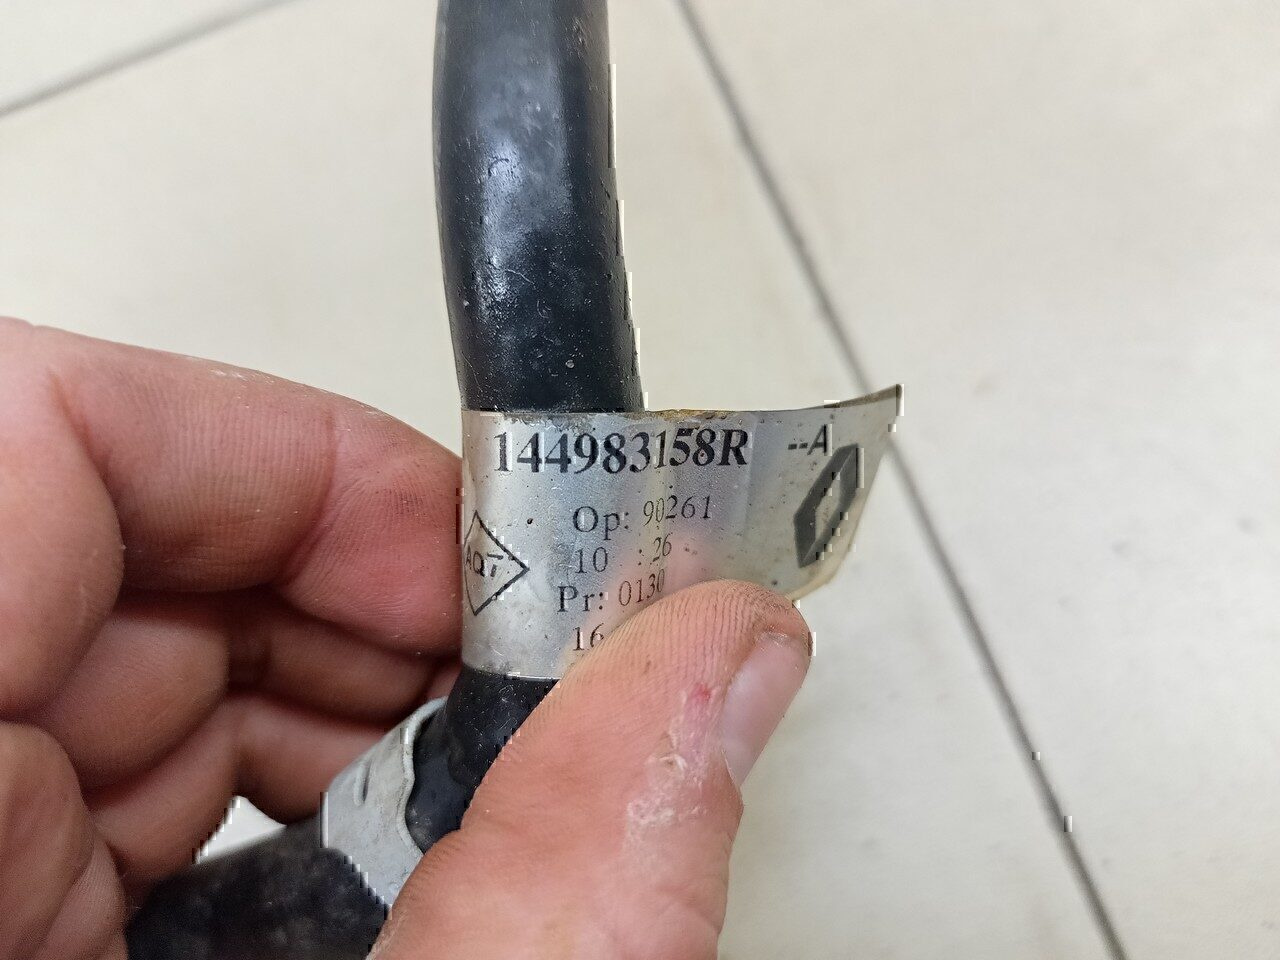 144983158R --A
Op: 90261
10 : 26
AQT
Pr: 0130
16